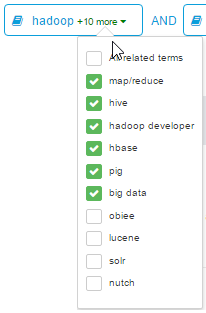 hadoop +10 more AND
All related terms
map/reduce
hive
hadoop developer
hbase
pig
big data
obiee
lucene
solr
nutch